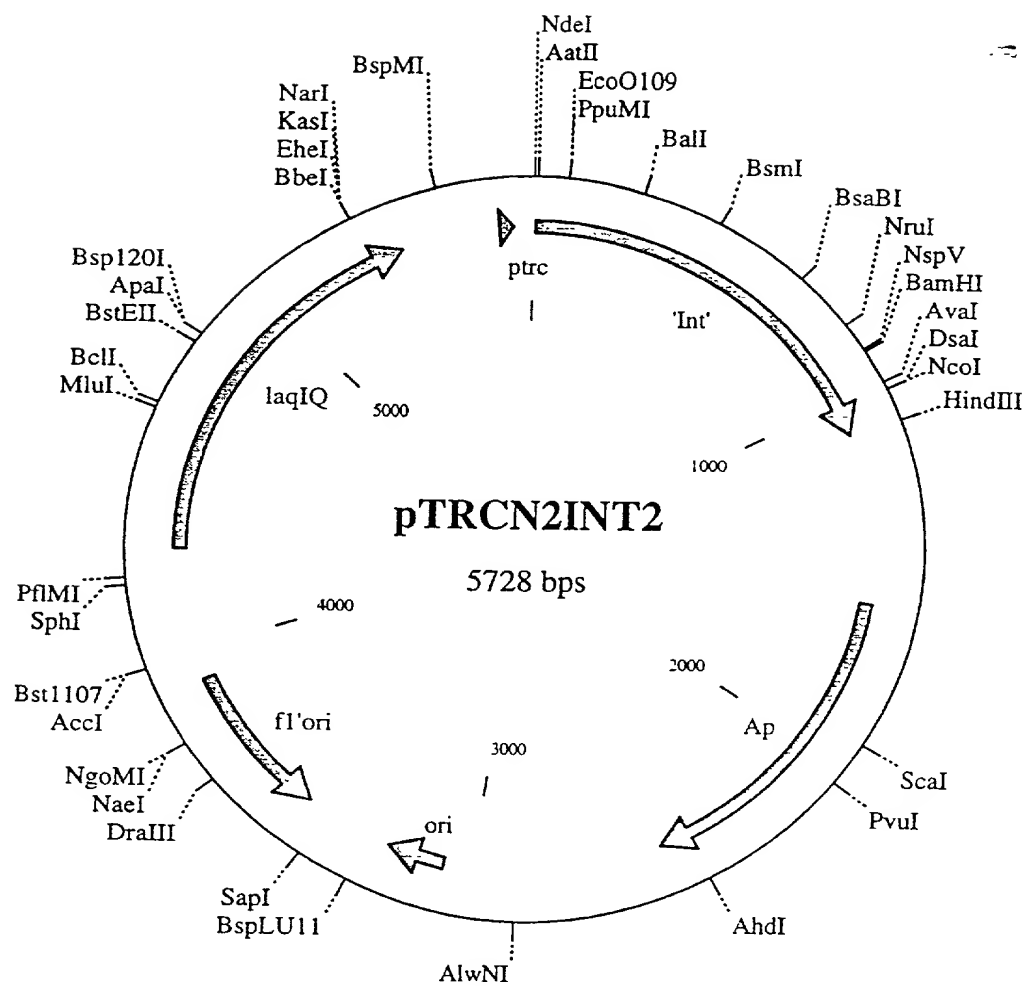 NdeI
AatII
EcoO109
PpuMI
BalI
BsmI
BsaBI
NruI
NspV
BamHI
AvaI
DsaI
NcoI
HindIII
BspMI
NarI
KasI
EheI
BbeI
Bsp120I
ApaI
BstEII
BclI
MluI
ptrc
'Int'
laqIQ
5000
1000
pTRCN2INT2
5728 bps
PflMI
SphI
4000
2000
Bst1107
AccI
f1'ori
Ap
NgoMI
NaeI
DraIII
3000
ori
ScaI
PvuI
SapI
BspLU11
AlwNI
AhdI